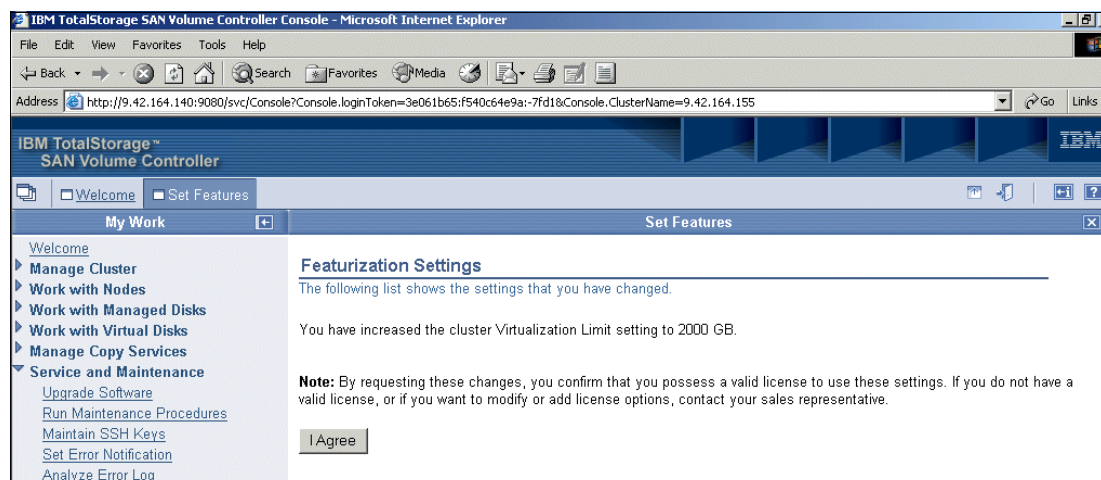 IBM TotalStorage SAN Volume Controller Console - Microsoft Internet Explorer
File Edit View Favorites Tools Help
Back Search Favorites Media
Address http://9.42.164.140:9080/svc/Console?Console.loginToken=3e061b65:f540c64e9a:-7fd1&Console.ClusterName=9.42.164.155 Go Links
IBM TotalStorage™
SAN Volume Controller
IBM
Welcome Set Features
My Work
Set Features
Welcome
Manage Cluster
Work with Nodes
Work with Managed Disks
Work with Virtual Disks
Manage Copy Services
Service and Maintenance
Upgrade Software
Run Maintenance Procedures
Maintain SSH Keys
Set Error Notification
Analyze Error Log
Featurization Settings
The following list shows the settings that you have changed.
You have increased the cluster Virtualization Limit setting to 2000 GB.
Note: By requesting these changes, you confirm that you possess a valid license to use these settings. If you do not have a
valid license, or if you want to modify or add license options, contact your sales representative.
I Agree